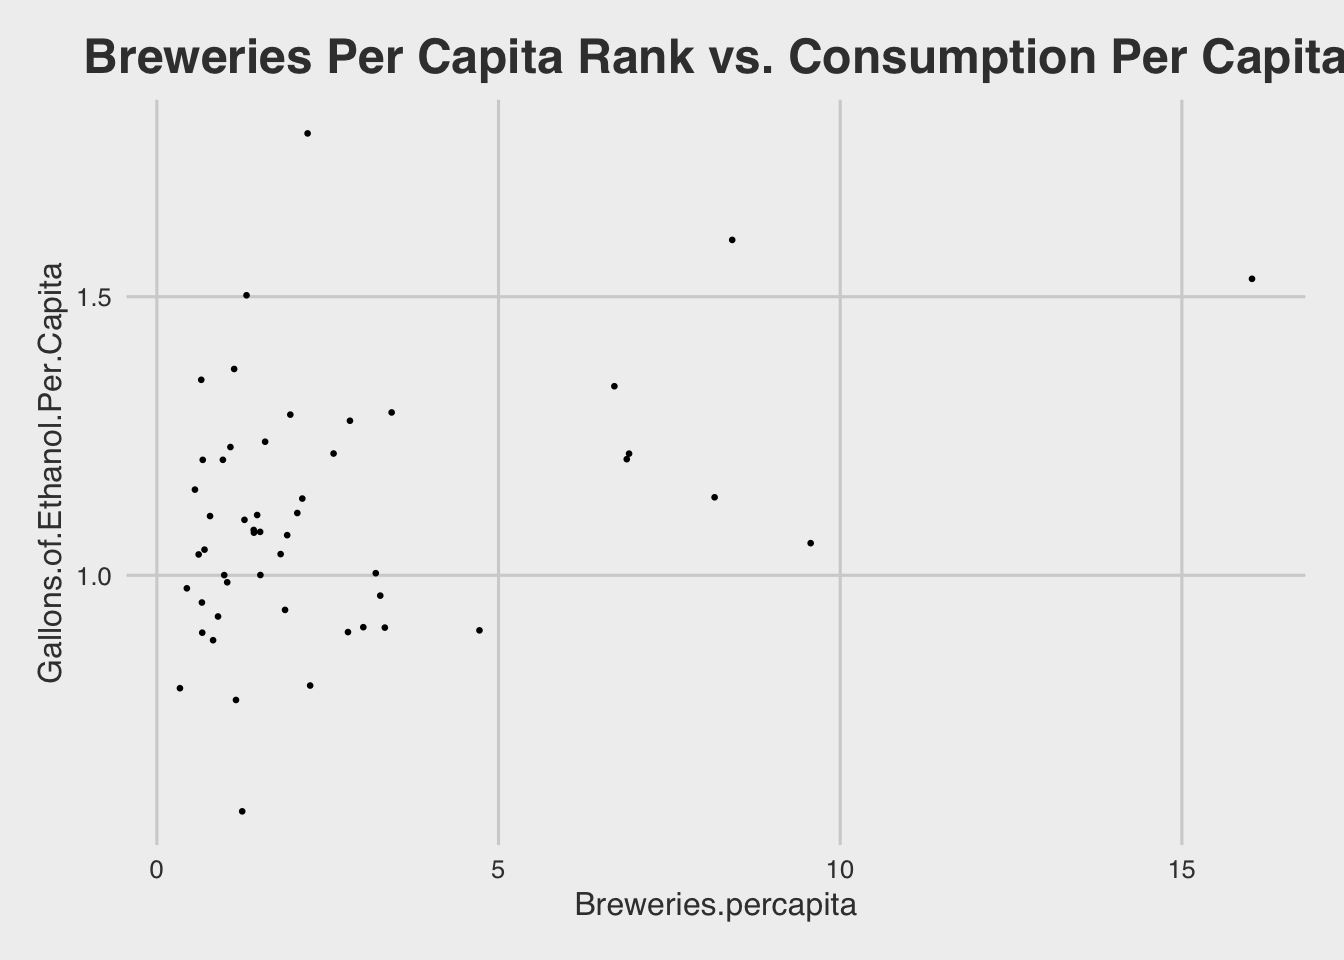 Breweries Per Capita Rank vs. Consumption Per Capita
Gallons.of.Ethanol.Per.Capita
1.5
1.0
0 5 10 15
Breweries.percapita